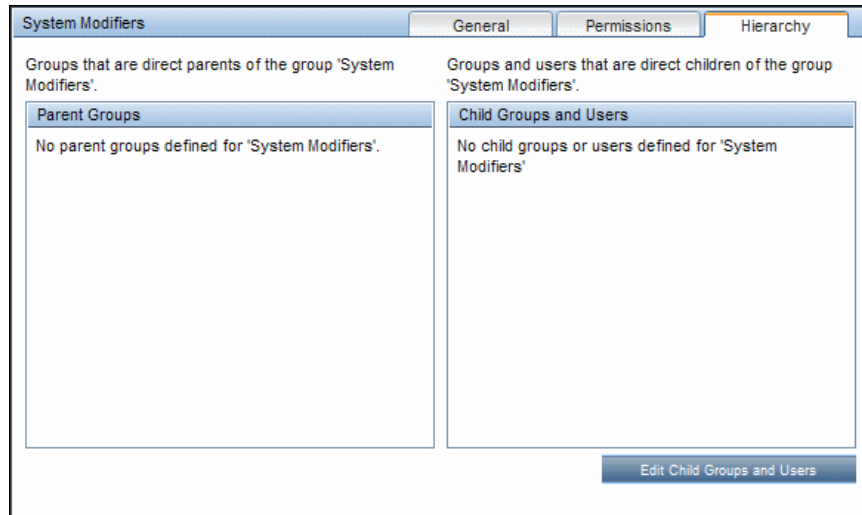 System Modifiers
General
Permissions
Hierarchy
Groups that are direct parents of the group 'System
Modifiers'.
Groups and users that are direct children of the group
'System Modifiers'.
Parent Groups
No parent groups defined for 'System Modifiers'.
Child Groups and Users
No child groups or users defined for 'System
Modifiers'
Edit Child Groups and Users